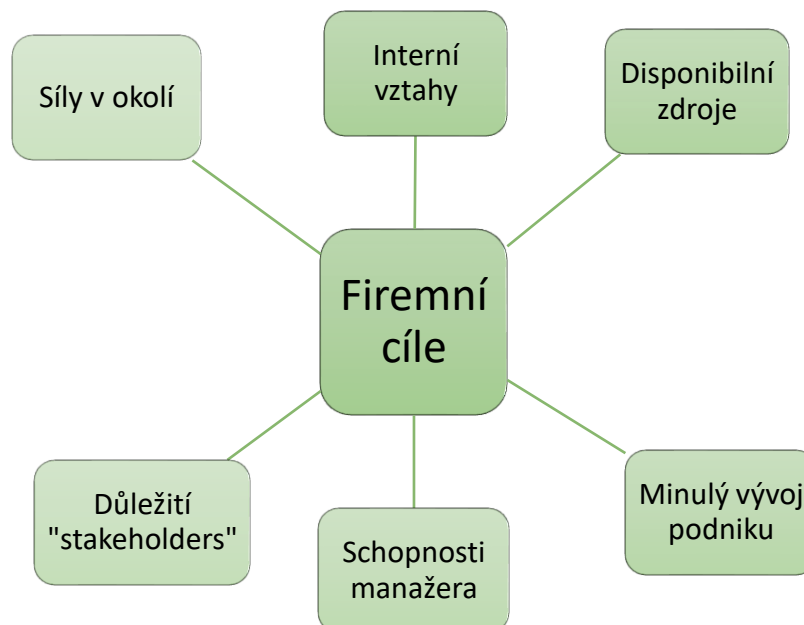 Síly v okolí
Interní
vztahy
Disponibilní
zdroje
Firemní
cíle
Důležití
"stakeholders"
Schopnosti
manažera
Minulý vývoj
podniku